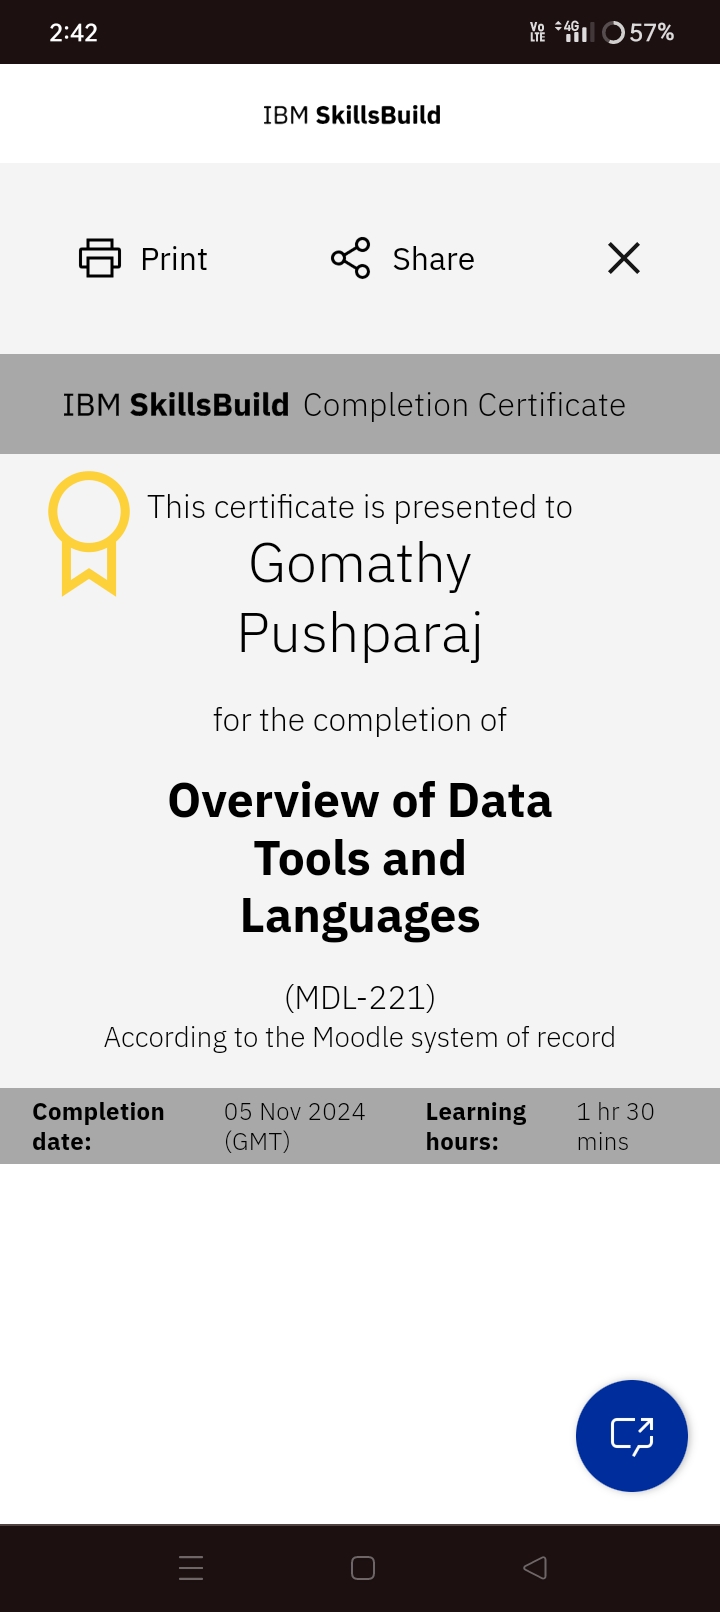 2:42 Vo LTE 4G 57%
IBM SkillsBuild
Print Share
IBM SkillsBuild Completion Certificate
This certificate is presented to
Gomathy
Pushparaj
for the completion of
Overview of Data
Tools and
Languages
(MDL-221)
According to the Moodle system of record
Completion date: 05 Nov 2024 (GMT) Learning hours: 1 hr 30 mins